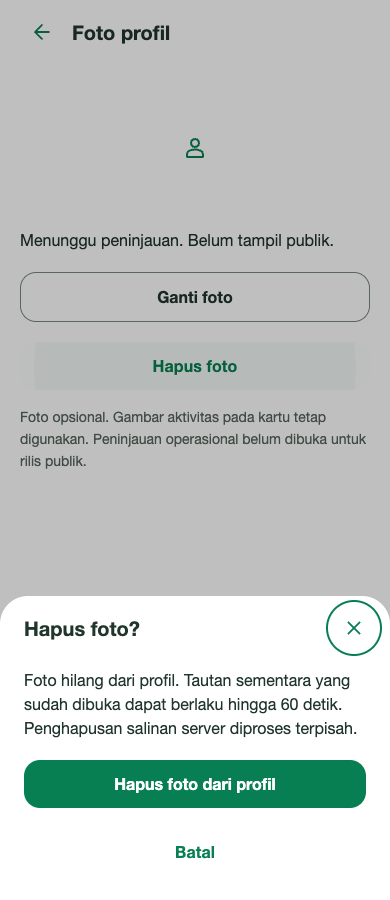 Foto profil
Menunggu peninjauan. Belum tampil publik.
Ganti foto
Hapus foto
Foto opsional. Gambar aktivitas pada kartu tetap
digunakan. Peninjauan operasional belum dibuka untuk
rilis publik.
Hapus foto?
Foto hilang dari profil. Tautan sementara yang
sudah dibuka dapat berlaku hingga 60 detik.
Penghapusan salinan server diproses terpisah.
Hapus foto dari profil
Batal